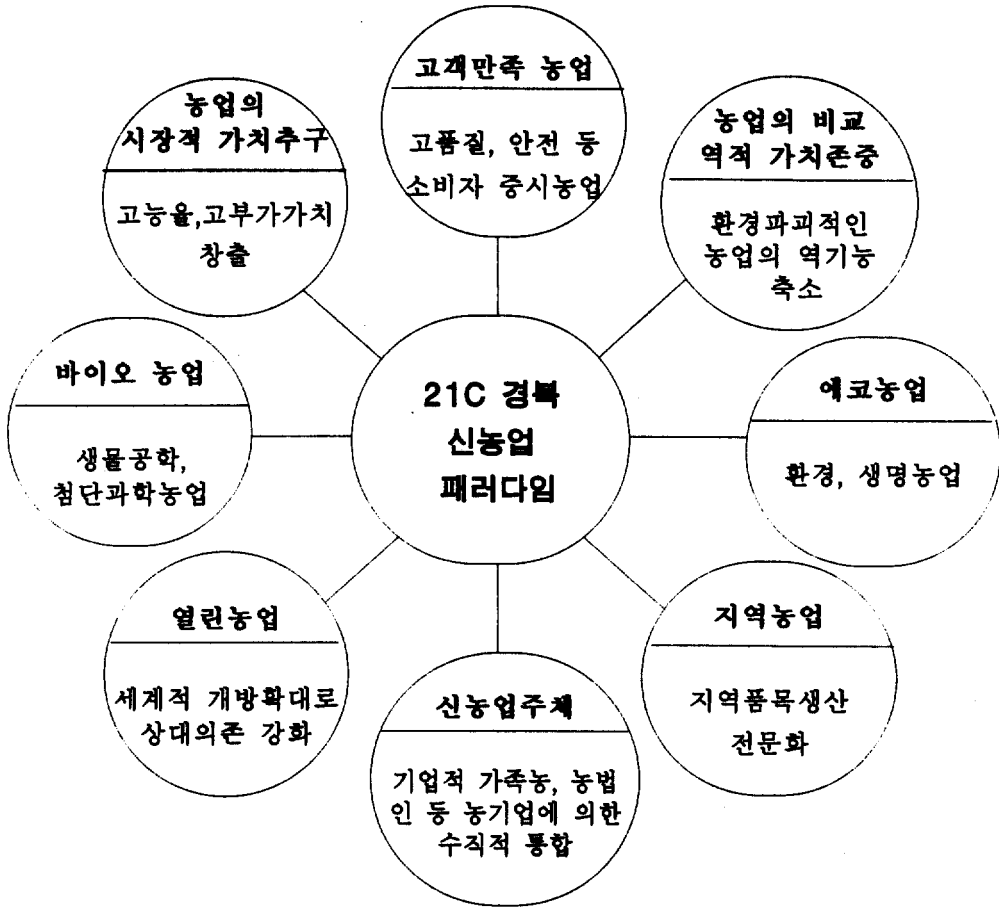 고객만족 농업
고품질, 안전 등
소비자 중시농업
농업의
시장적 가치추구
고능율,고부가가치
창출
농업의 비교
역적 가치존중
환경파괴적인
농업의 역기능
축소
바이오 농업
생물공학,
첨단과학농업
21C 경북
신농업
패러다임
에코농업
환경, 생명농업
열린농업
세계적 개방확대로
상대의존 강화
신농업주체
기업적 가족농, 농법
인 등 농기업에 의한
수직적 통합
지역농업
지역품목생산
전문화